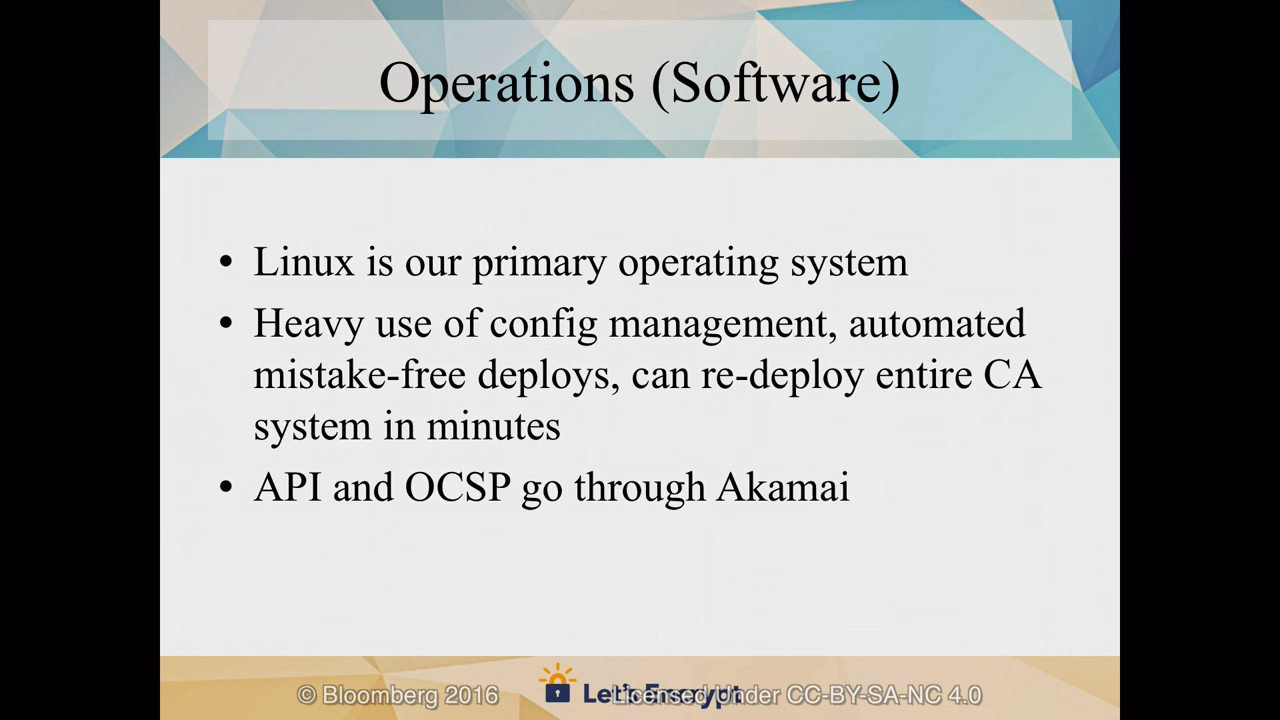 Operations (Software)
• Linux is our primary operating system
• Heavy use of config management, automated
mistake-free deploys, can re-deploy entire CA
system in minutes
• API and OCSP go through Akamai
© Bloomberg 2016
Let's Encrypt
Licensed Under CC-BY-SA-NC 4.0